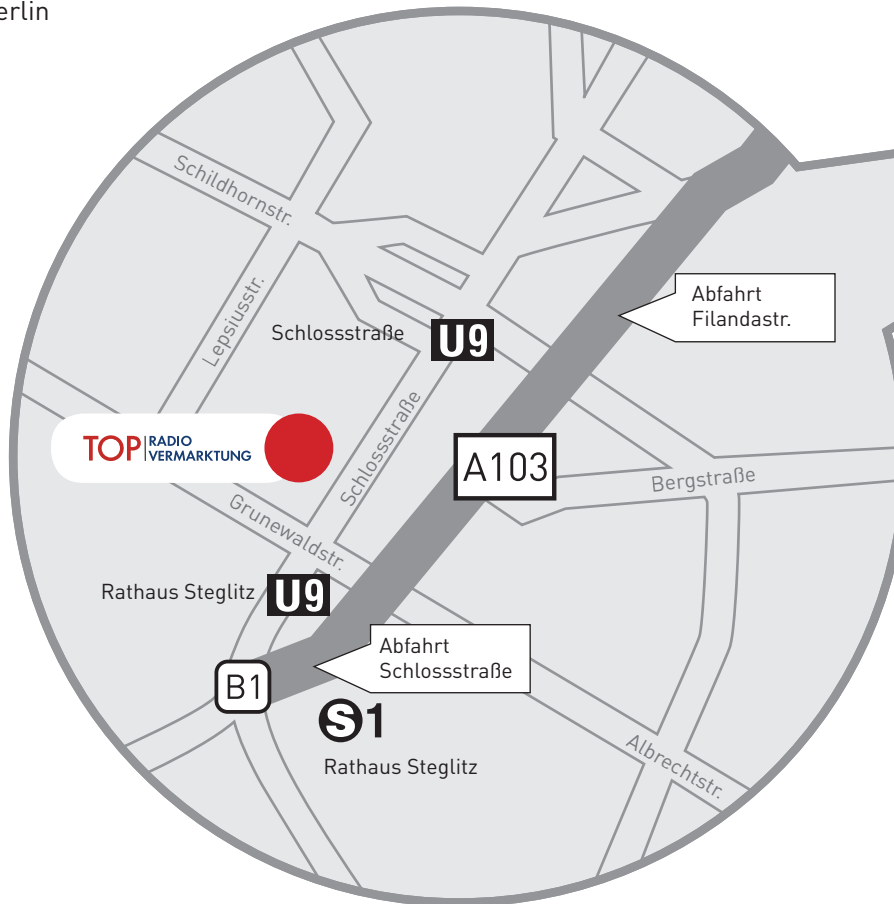 erlin
Schildhornstr.
Lepsiusstr.
Abfahrt
Filandastr.
Schlossstraße
U9
TOP RADIO
VERMARKTUNG
Schlossstraße
A103
Bergstraße
Grunewaldstr.
Rathaus Steglitz
U9
Abfahrt
Schlossstraße
B1
S1
Rathaus Steglitz
Albrechtstr.